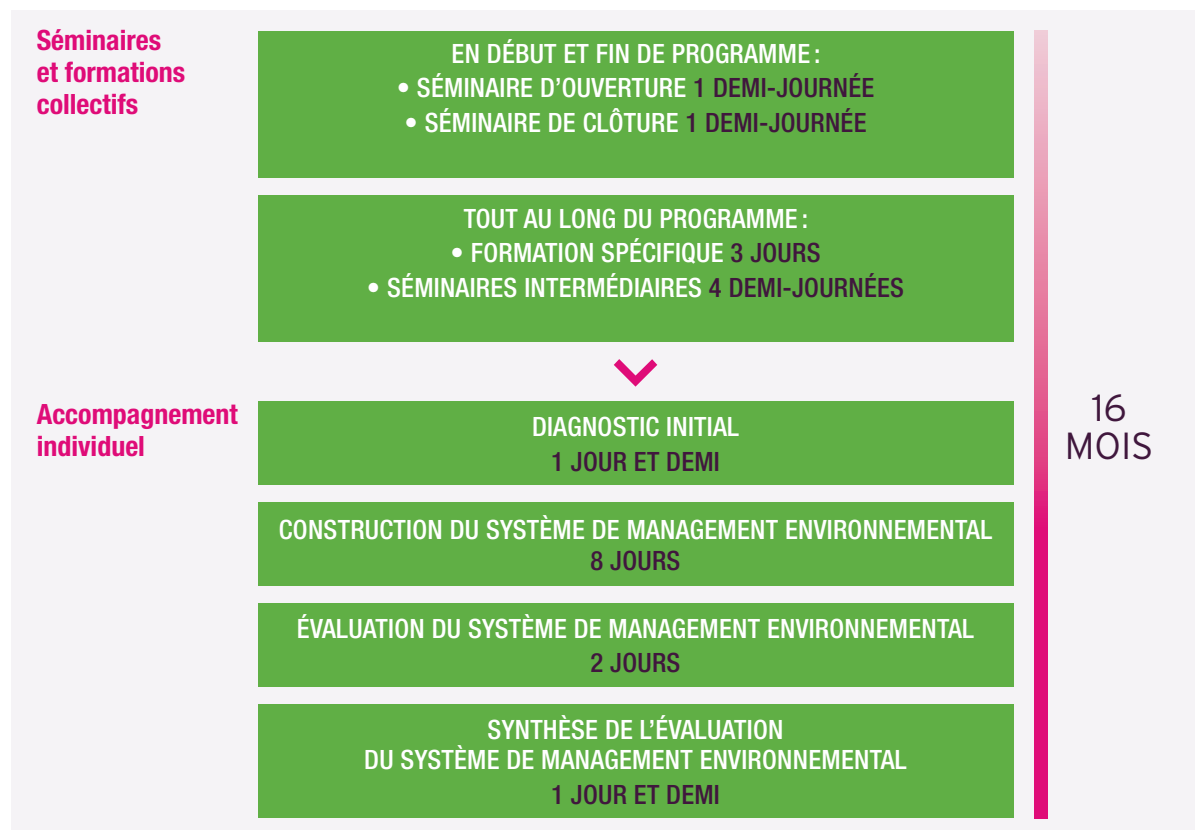 Séminaires
et formations
collectifs
EN DÉBUT ET FIN DE PROGRAMME :
• SÉMINAIRE D’OUVERTURE 1 DEMI-JOURNÉE
• SÉMINAIRE DE CLÔTURE 1 DEMI-JOURNÉE
TOUT AU LONG DU PROGRAMME :
• FORMATION SPÉCIFIQUE 3 JOURS
• SÉMINAIRES INTERMÉDIAIRES 4 DEMI-JOURNÉES
Accompagnement
individuel
DIAGNOSTIC INITIAL
1 JOUR ET DEMI
CONSTRUCTION DU SYSTÈME DE MANAGEMENT ENVIRONNEMENTAL
8 JOURS
ÉVALUATION DU SYSTÈME DE MANAGEMENT ENVIRONNEMENTAL
2 JOURS
SYNTHÈSE DE L’ÉVALUATION
DU SYSTÈME DE MANAGEMENT ENVIRONNEMENTAL
1 JOUR ET DEMI
16
MOIS